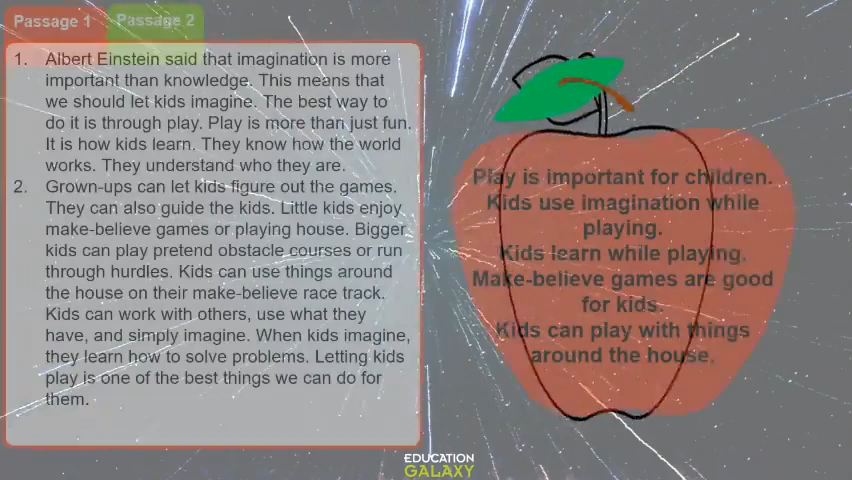 Passage 1
Passage 2
1. Albert Einstein said that imagination is more
important than knowledge. This means that
we should let kids imagine. The best way to
do it is through play. Play is more than just fun.
It is how kids learn. They know how the world
works. They understand who they are.
2. Grown-ups can let kids figure out the games.
They can also guide the kids. Little kids enjoy
make-believe games or playing house. Bigger
kids can play pretend obstacle courses or run
through hurdles. Kids can use things around
the house on their make-believe race track.
Kids can work with others, use what they
have, and simply imagine. When kids imagine,
they learn how to solve problems. Letting kids
play is one of the best things we can do for
them.
Play is important for children.
Kids use imagination while
playing.
Kids learn while playing.
Make-believe games are good
for kids.
Kids can play with things
around the house.
EDUCATION
GALAXY